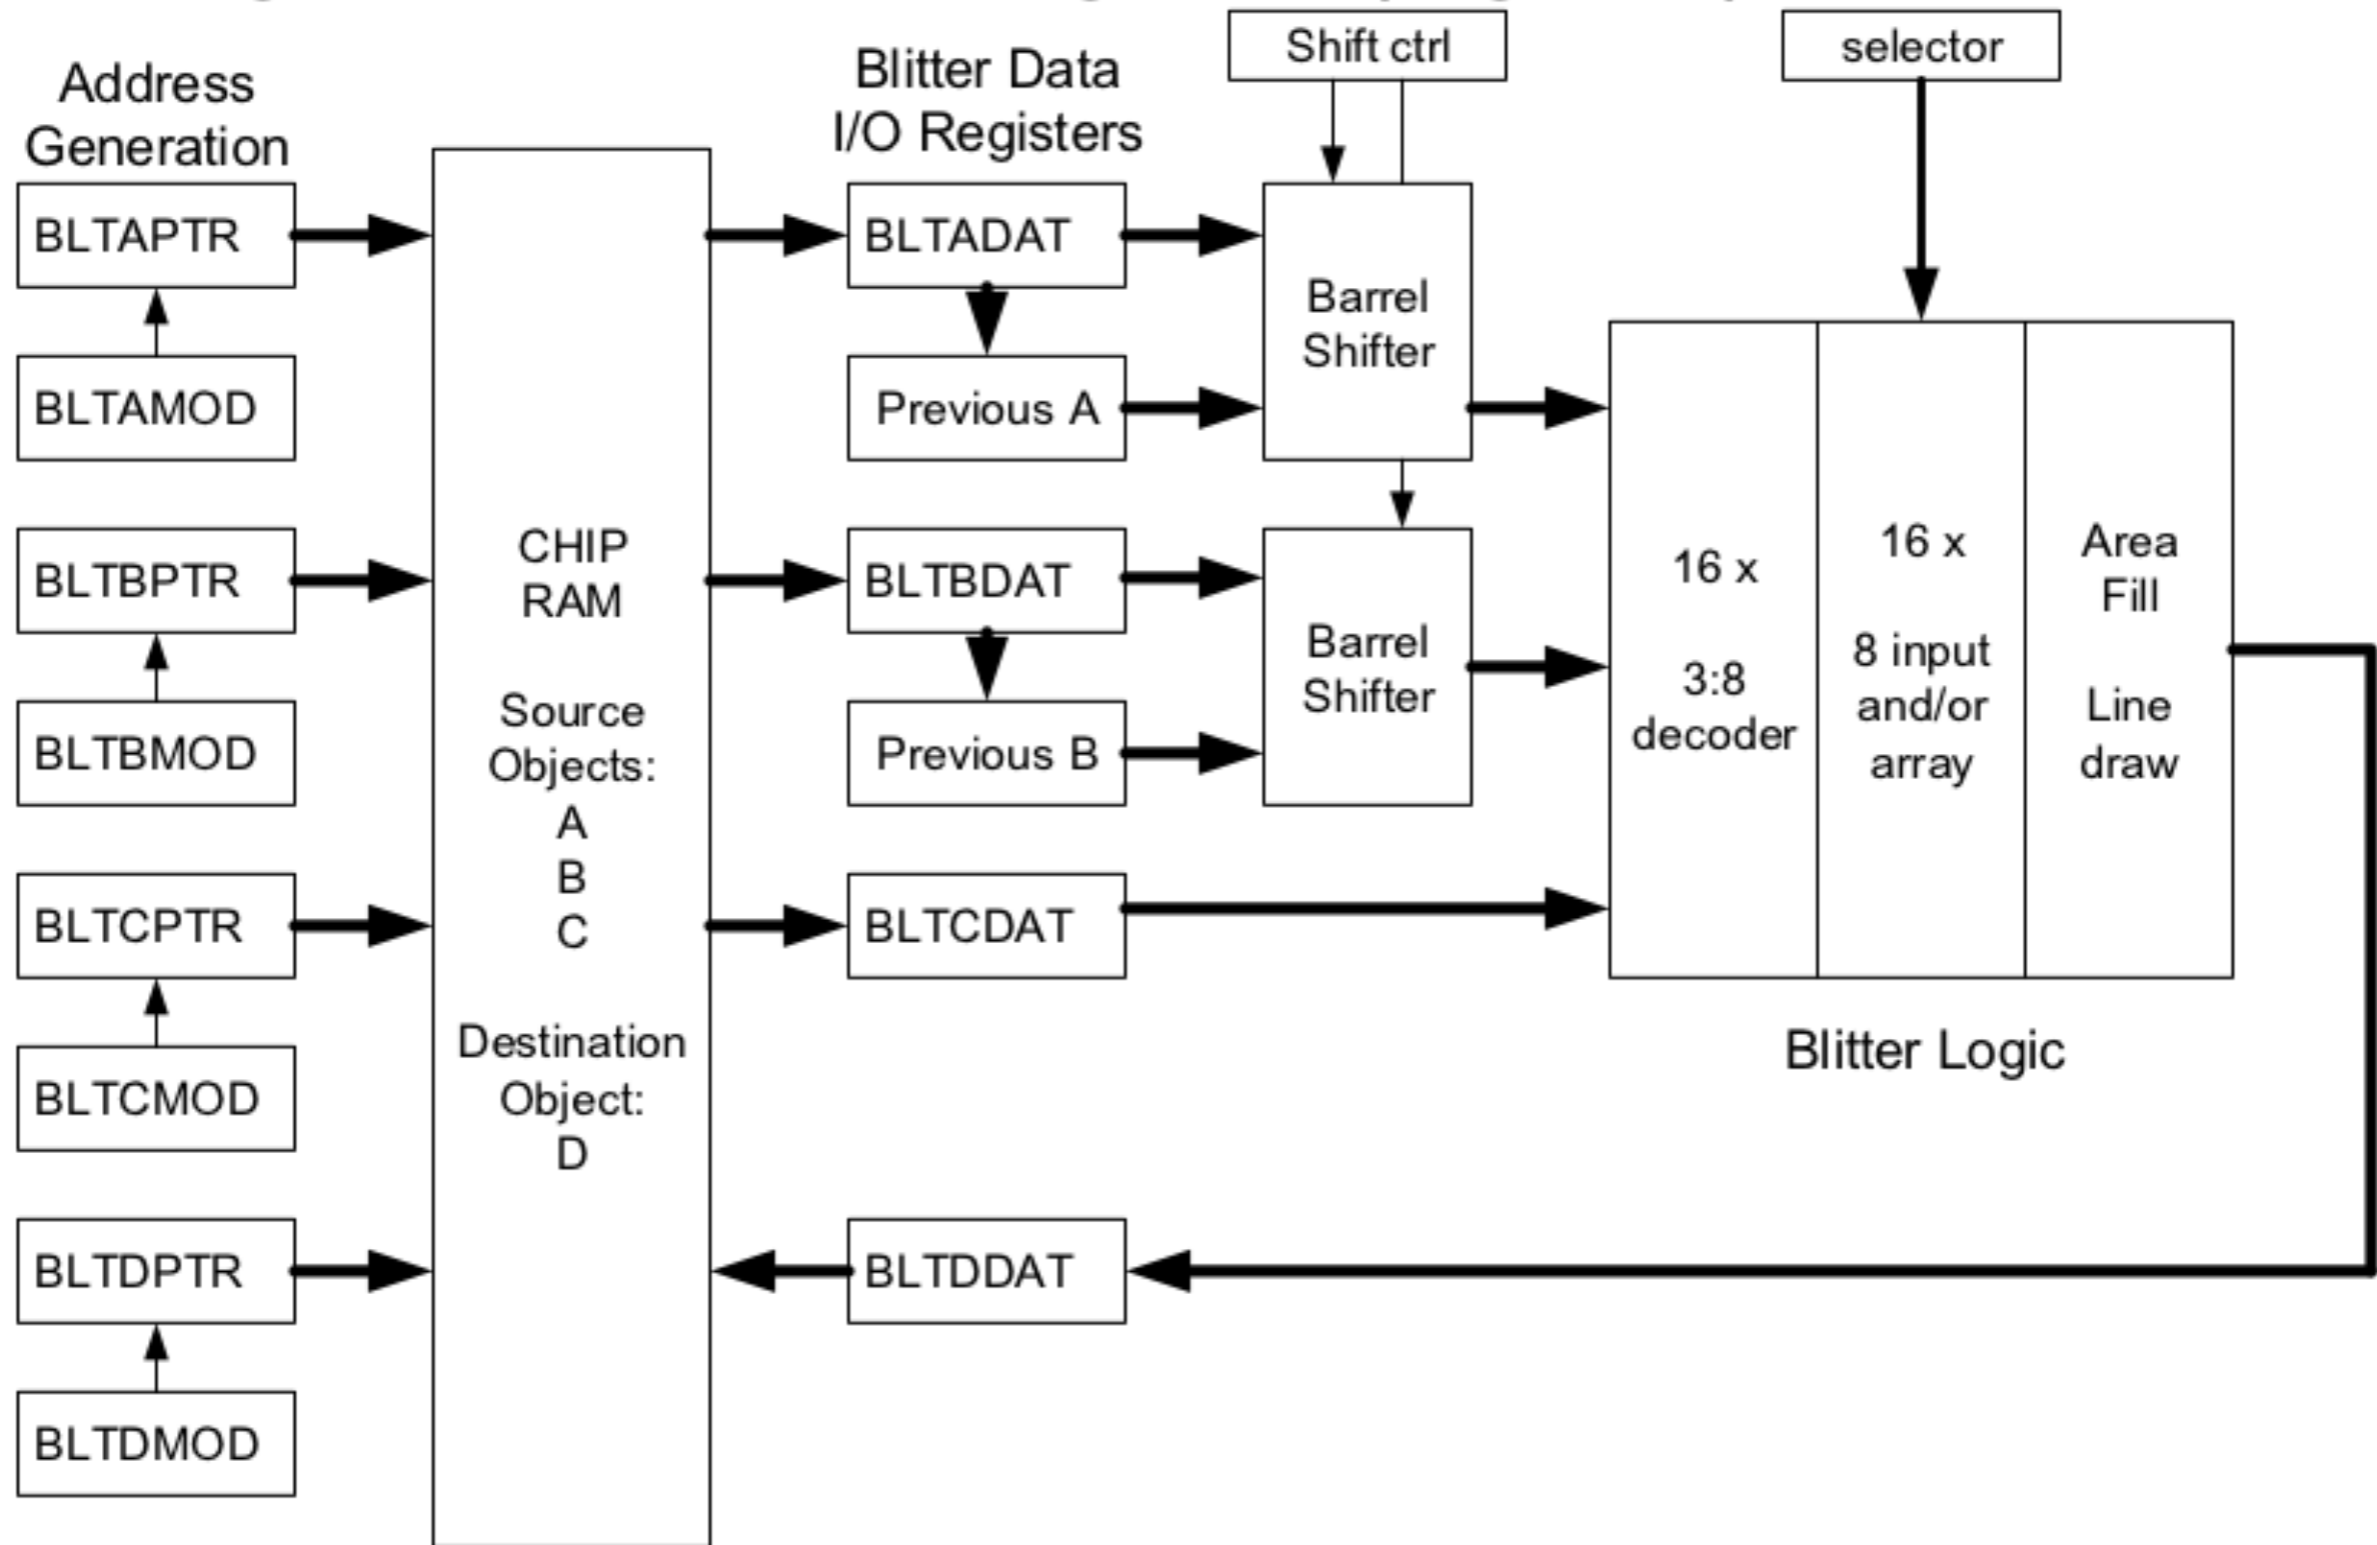 Shift ctrl
selector
Address
Generation
Blitter Data
I/O Registers
BLTAPTR
BLTAMOD
BLTBPTR
BLTBMOD
BLTCPTR
BLTCMOD
BLTDPTR
BLTDMOD
CHIP
RAM
Source
Objects:
A
B
C
Destination
Object:
D
BLTADAT
Previous A
BLTBDAT
Previous B
BLTCDAT
BLTDDAT
Barrel
Shifter
Barrel
Shifter
16 x
3:8
decoder
16 x
8 input
and/or
array
Area
Fill
Line
draw
Blitter Logic